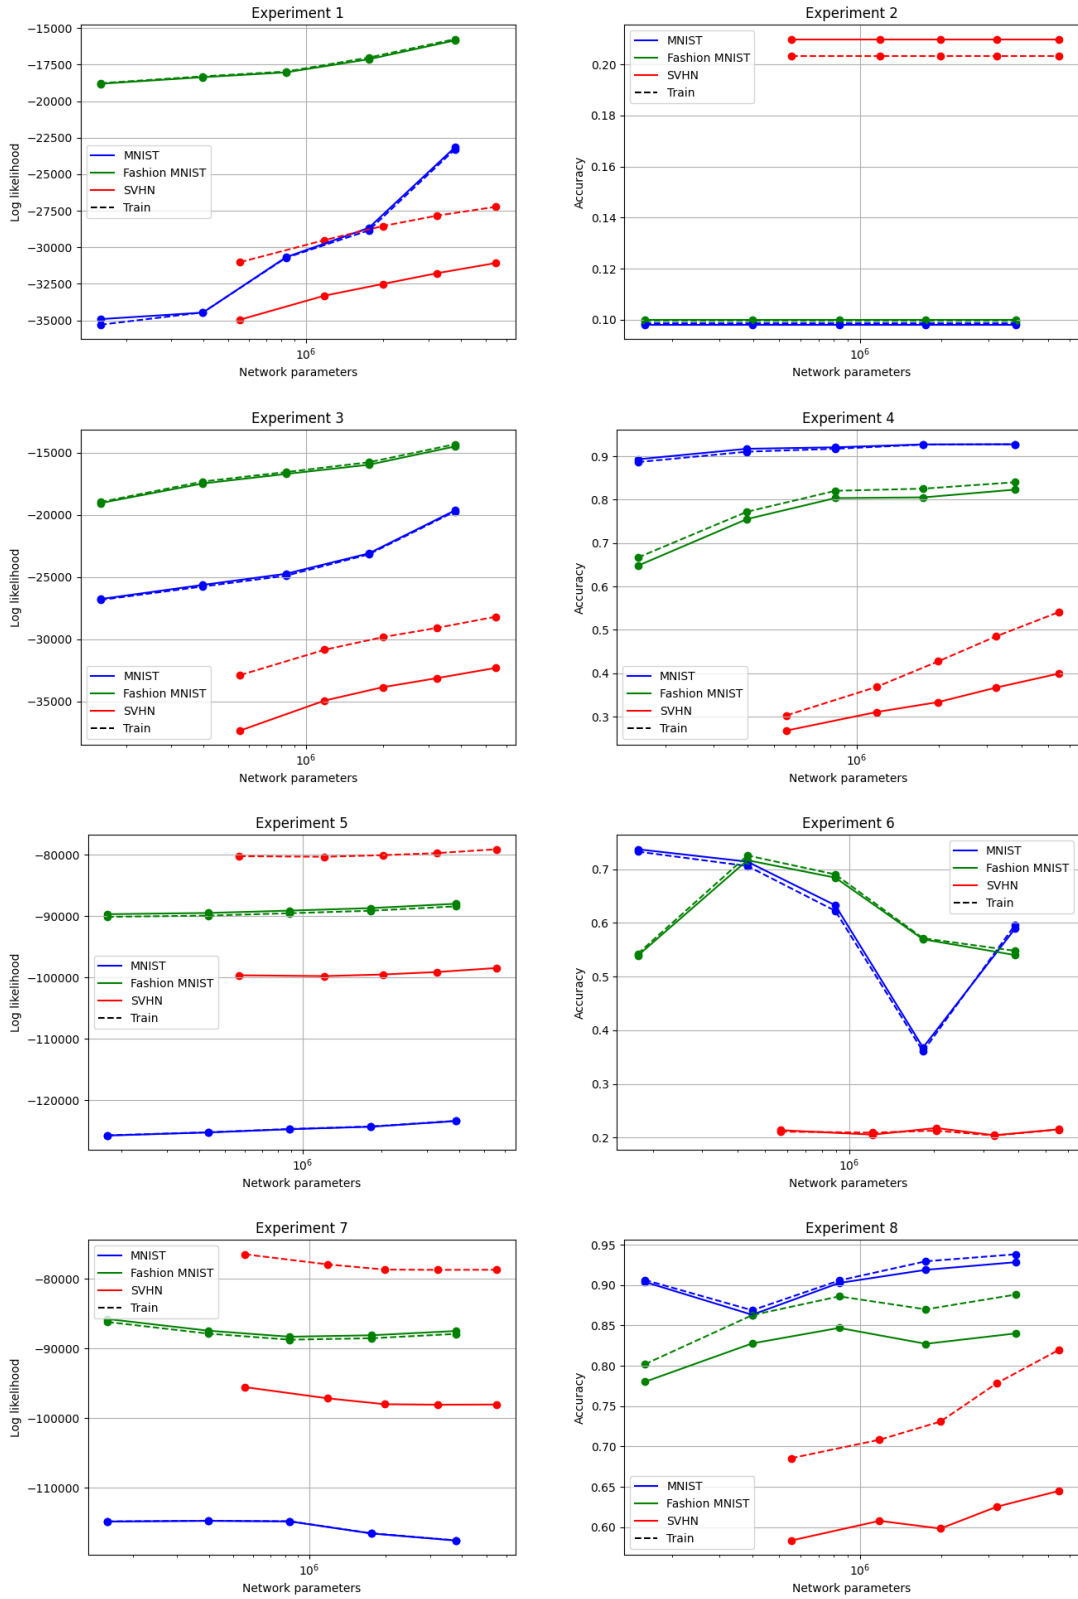 Experiment 1
−15000
−17500
−20000
−22500
−25000
−27500
−30000
−32500
−35000
Log likelihood
MNIST
Fashion MNIST
SVHN
Train
10^6
Network parameters
Experiment 2
0.20
0.18
0.16
0.14
0.12
0.10
Accuracy
MNIST
Fashion MNIST
SVHN
Train
10^6
Network parameters
Experiment 3
−15000
−20000
−25000
−30000
−35000
Log likelihood
MNIST
Fashion MNIST
SVHN
Train
10^6
Network parameters
Experiment 4
0.9
0.8
0.7
0.6
0.5
0.4
0.3
Accuracy
MNIST
Fashion MNIST
SVHN
Train
10^6
Network parameters
Experiment 5
−80000
−90000
−100000
−110000
−120000
Log likelihood
MNIST
Fashion MNIST
SVHN
Train
10^6
Network parameters
Experiment 6
0.7
0.6
0.5
0.4
0.3
0.2
Accuracy
MNIST
Fashion MNIST
SVHN
Train
10^6
Network parameters
Experiment 7
−80000
−90000
−100000
−110000
Log likelihood
MNIST
Fashion MNIST
SVHN
Train
10^6
Network parameters
Experiment 8
0.95
0.90
0.85
0.80
0.75
0.70
0.65
0.60
Accuracy
MNIST
Fashion MNIST
SVHN
Train
10^6
Network parameters